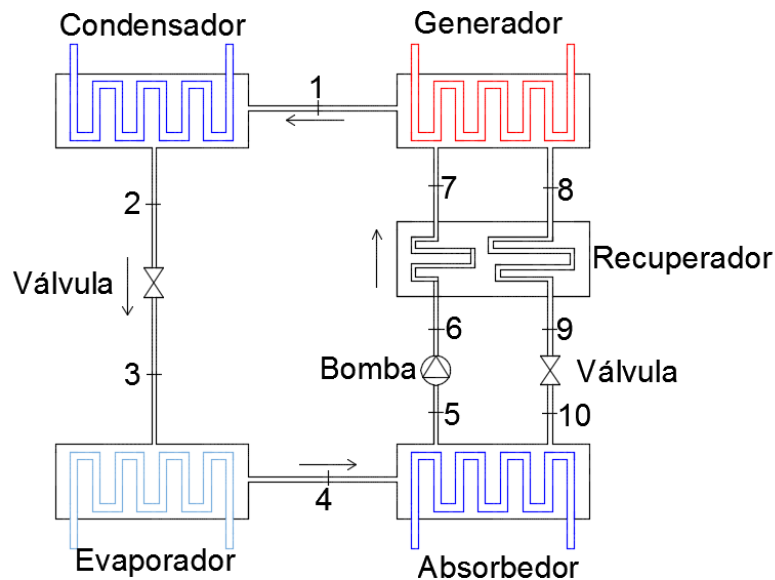 Condensador
Generador
1
7
8
2
Válvula
Recuperador
6
9
3
Bomba
Válvula
5
10
4
Evaporador
Absorbedor